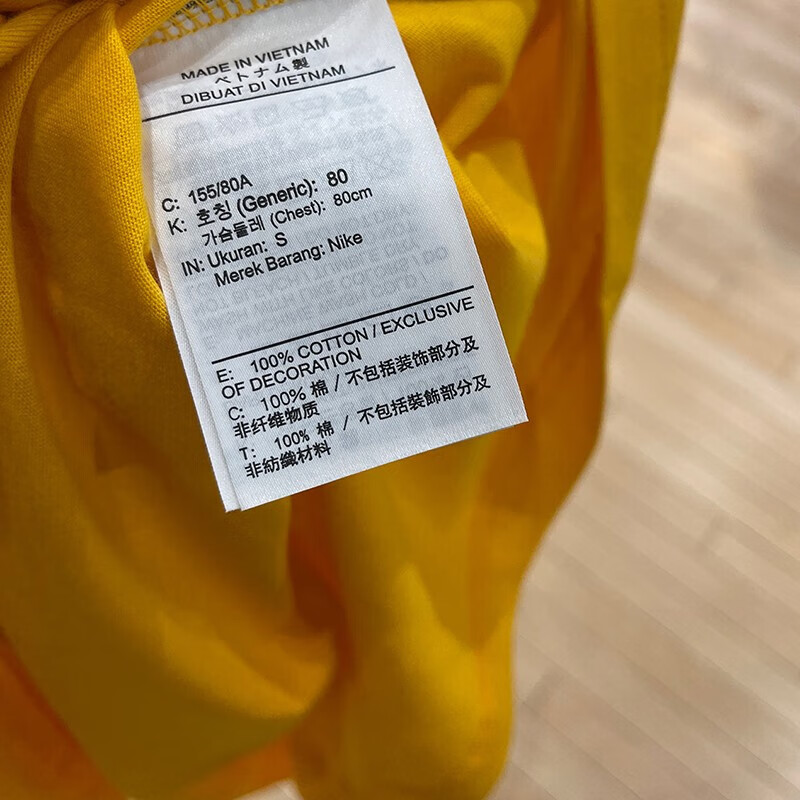 MADE IN VIETNAM
ベトナム製
DIBUAT DI VIETNAM
C: 155/80A
K: 호칭 (Generic): 80
가슴둘레 (Chest): 80cm
IN: Ukuran: S
Merek Barang: Nike
E: 100% COTTON / EXCLUSIVE
OF DECORATION
C: 100% 棉 / 不包括装饰部分及
非纤维物质
T: 100% 棉 / 不包括裝飾部分及
非紡織材料